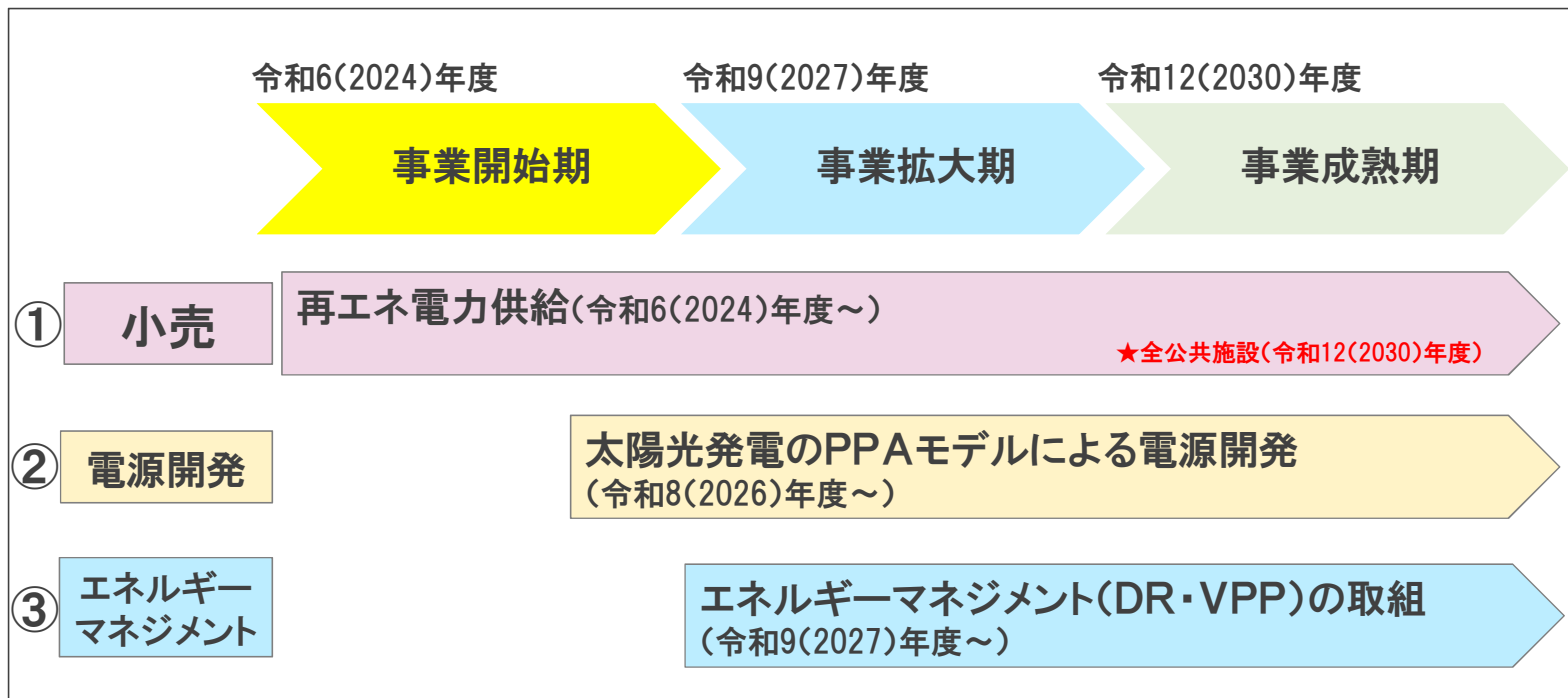 令和6(2024)年度
令和9(2027)年度
令和12(2030)年度
事業開始期
事業拡大期
事業成熟期
①
小売
再エネ電力供給(令和6(2024)年度～)
★全公共施設(令和12(2030)年度)
②
電源開発
太陽光発電のPPAモデルによる電源開発
(令和8(2026)年度～)
③
エネルギー
マネジメント
エネルギーマネジメント(DR・VPP)の取組
(令和9(2027)年度～)